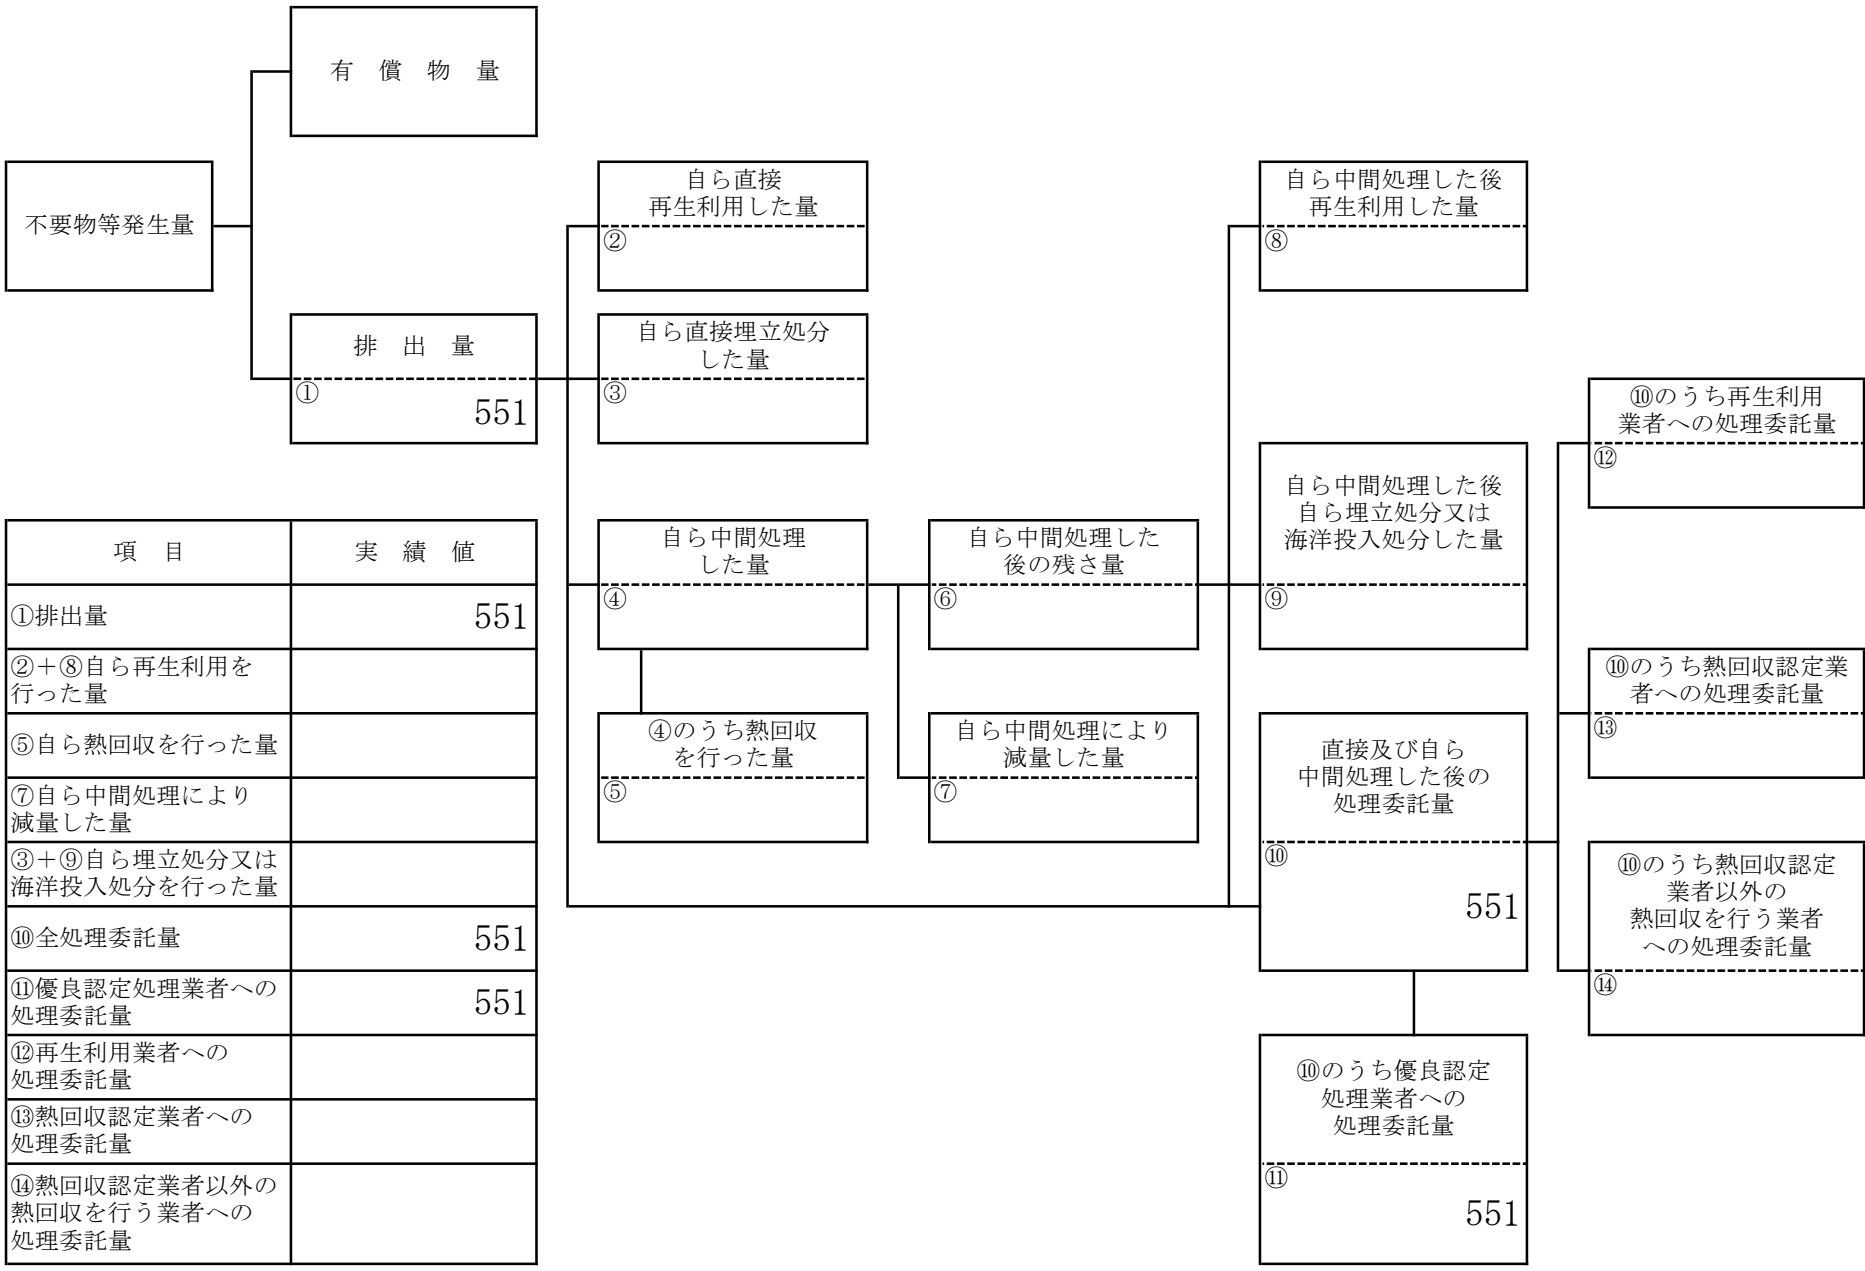 有 償 物 量
不要物等発生量
排 出 量
①
551
自ら直接
再生利用した量
②
自ら直接埋立処分
した量
③
自ら中間処理
した量
④
④のうち熱回収
を行った量
⑤
自ら中間処理した
後の残さ量
⑥
自ら中間処理により
減量した量
⑦
自ら中間処理した後
再生利用した量
⑧
自ら中間処理した後
自ら埋立処分又は
海洋投入処分した量
⑨
直接及び自ら
中間処理した後の
処理委託量
⑩
551
⑩のうち優良認定
処理業者への
処理委託量
⑪
551
⑩のうち再生利用
業者への処理委託量
⑫
⑩のうち熱回収認定業
者への処理委託量
⑬
⑩のうち熱回収認定
業者以外の
熱回収を行う業者
への処理委託量
⑭
項 目 実 績 値
①排出量 551
②＋⑧自ら再生利用を
行った量
⑤自ら熱回収を行った量
⑦自ら中間処理により
減量した量
③＋⑨自ら埋立処分又は
海洋投入処分を行った量
⑩全処理委託量 551
⑪優良認定処理業者への
処理委託量 551
⑫再生利用業者への
処理委託量
⑬熱回収認定業者への
処理委託量
⑭熱回収認定業者以外の
熱回収を行う業者への
処理委託量